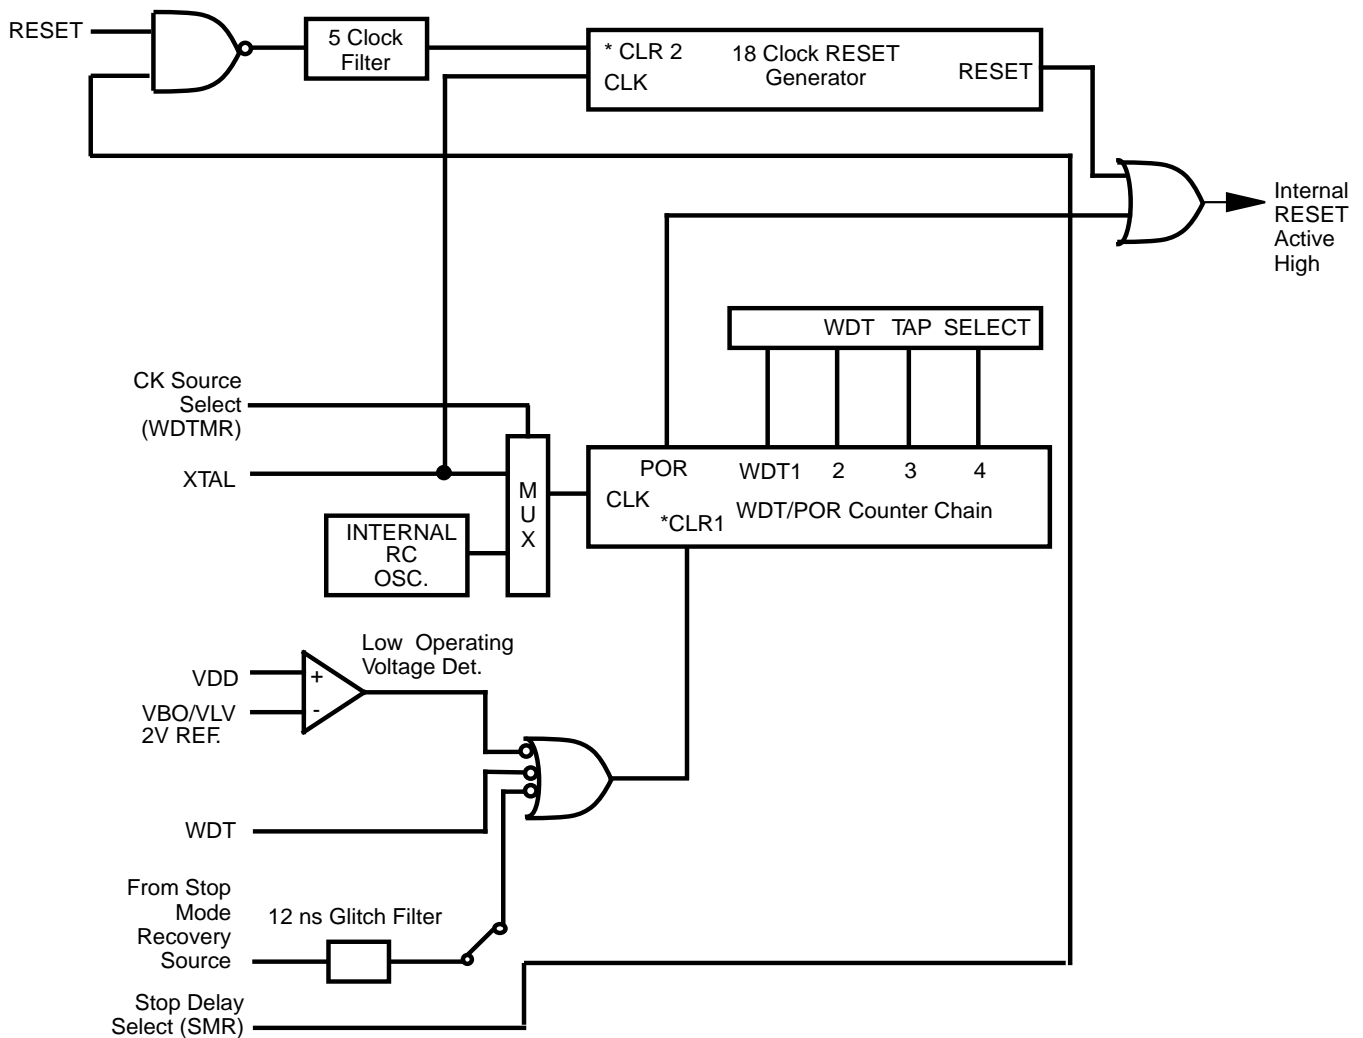 RESET
5 Clock
Filter
* CLR 2
CLK
18 Clock RESET
Generator
RESET
Internal
RESET
Active
High
WDT TAP SELECT
CK Source
Select
(WDTMR)
XTAL
M
U
X
INTERNAL
RC
OSC.
POR
WDT1 2 3 4
CLK
*CLR1
WDT/POR Counter Chain
Low Operating
Voltage Det.
VDD
+
VBO/VLV
2V REF.
-
WDT
From Stop
Mode
Recovery
Source
12 ns Glitch Filter
Stop Delay
Select (SMR)